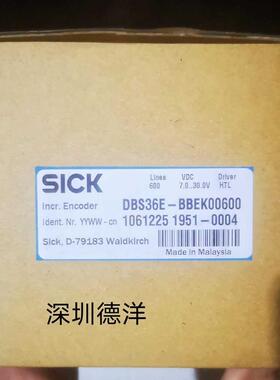 SICK
Lines VDC Driver
600 7.0...30.0V HTL
Incr. Encoder DBS36E-BBEK00600
Ident. Nr. YYWW-cn 1061225 1951-0004
Sick, D-79183 Waldkirch
Made in Malaysia
深圳德洋